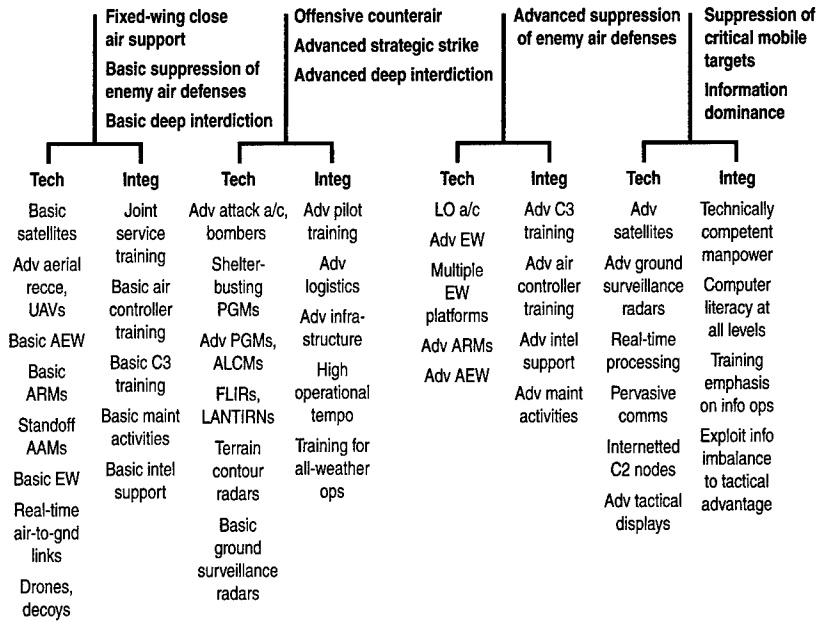 Fixed-wing close
air support
Basic suppression of
enemy air defenses
Basic deep interdiction
Offensive counterair
Advanced strategic strike
Advanced deep interdiction
Advanced suppression
of enemy air defenses
Suppression of
critical mobile
targets
Information
dominance
Tech
Basic
satellites
Adv aerial
recce,
UAVs
Basic AEW
Basic
ARMs
Standoff
AAMs
Basic EW
Real-time
air-to-gnd
links
Drones,
decoys
Integ
Joint
service
training
Basic air
controller
training
Basic C3
training
Basic maint
activities
Basic intel
support
Tech
Adv attack a/c,
bombers
Shelter-
busting
PGMs
Adv PGMs,
ALCMs
FLIRs,
LANTIRNs
Terrain
contour
radars
Basic
ground
surveillance
radars
Integ
Adv pilot
training
Adv
logistics
Adv infra-
structure
High
operational
tempo
Training for
all-weather
ops
Tech
LO a/c
Adv EW
Multiple
EW
platforms
Adv ARMs
Adv AEW
Integ
Adv C3
training
Adv air
controller
training
Adv intel
support
Adv maint
activities
Tech
Adv
satellites
Adv ground
surveillance
radars
Real-time
processing
Pervasive
comms
Internetted
C2 nodes
Adv tactical
displays
Integ
Technically
competent
manpower
Computer
literacy at
all levels
Training
emphasis
on info ops
Exploit info
imbalance
to tactical
advantage